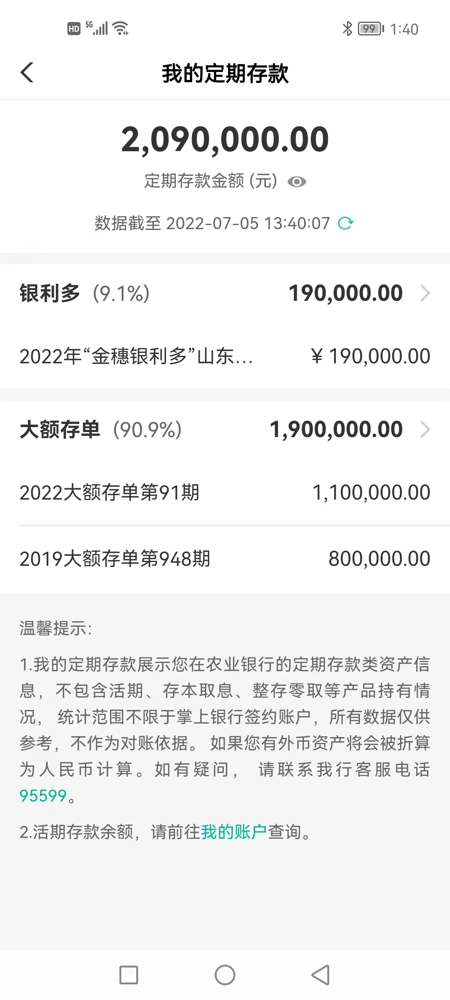 HD 5G 99 1:40
我的定期存款
2,090,000.00
定期存款金额 (元)
数据截至 2022-07-05 13:40:07
银利多 (9.1%) 190,000.00
2022年“金穗银利多”山东... ¥ 190,000.00
大额存单 (90.9%) 1,900,000.00
2022大额存单第91期 1,100,000.00
2019大额存单第948期 800,000.00
温馨提示:
1.我的定期存款展示您在农业银行的定期存款类资产信
息，不包含活期、存本取息、整存零取等产品持有情
况， 统计范围不限于掌上银行签约账户，所有数据仅供
参考，不作为对账依据。 如果您有外币资产将会被折算
为人民币计算。如有疑问， 请联系我行客服电话
95599。
2.活期存款余额，请前往我的账户查询。